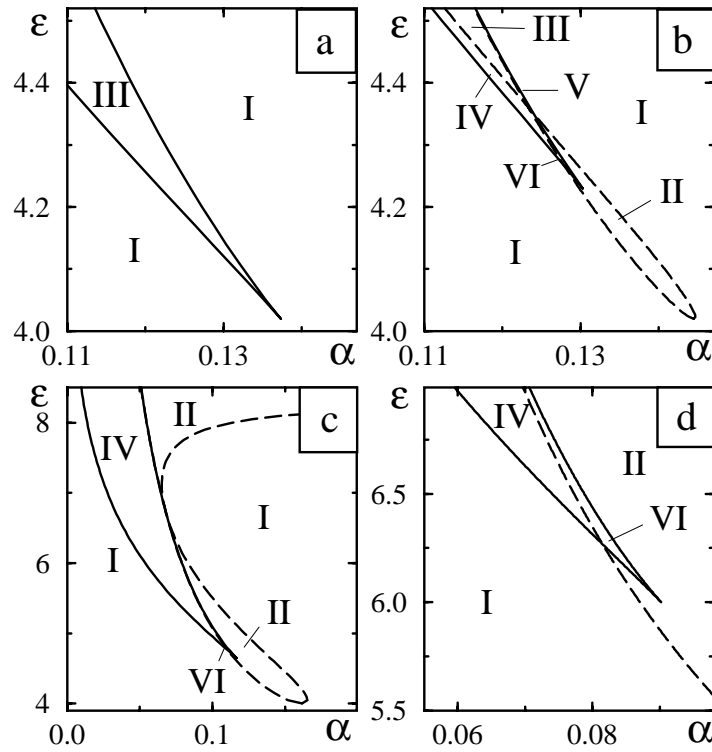 ε
a
4.4
III
I
4.2
I
4.0
0.11
0.13
α
ε
b
III
4.4
V
IV
I
VI
II
4.2
I
4.0
0.11
0.13
α
ε
c
8
II
IV
I
6
I
II
VI
4
0.0
0.1
α
ε
d
IV
II
6.5
VI
6.0
I
5.5
0.06
0.08
α